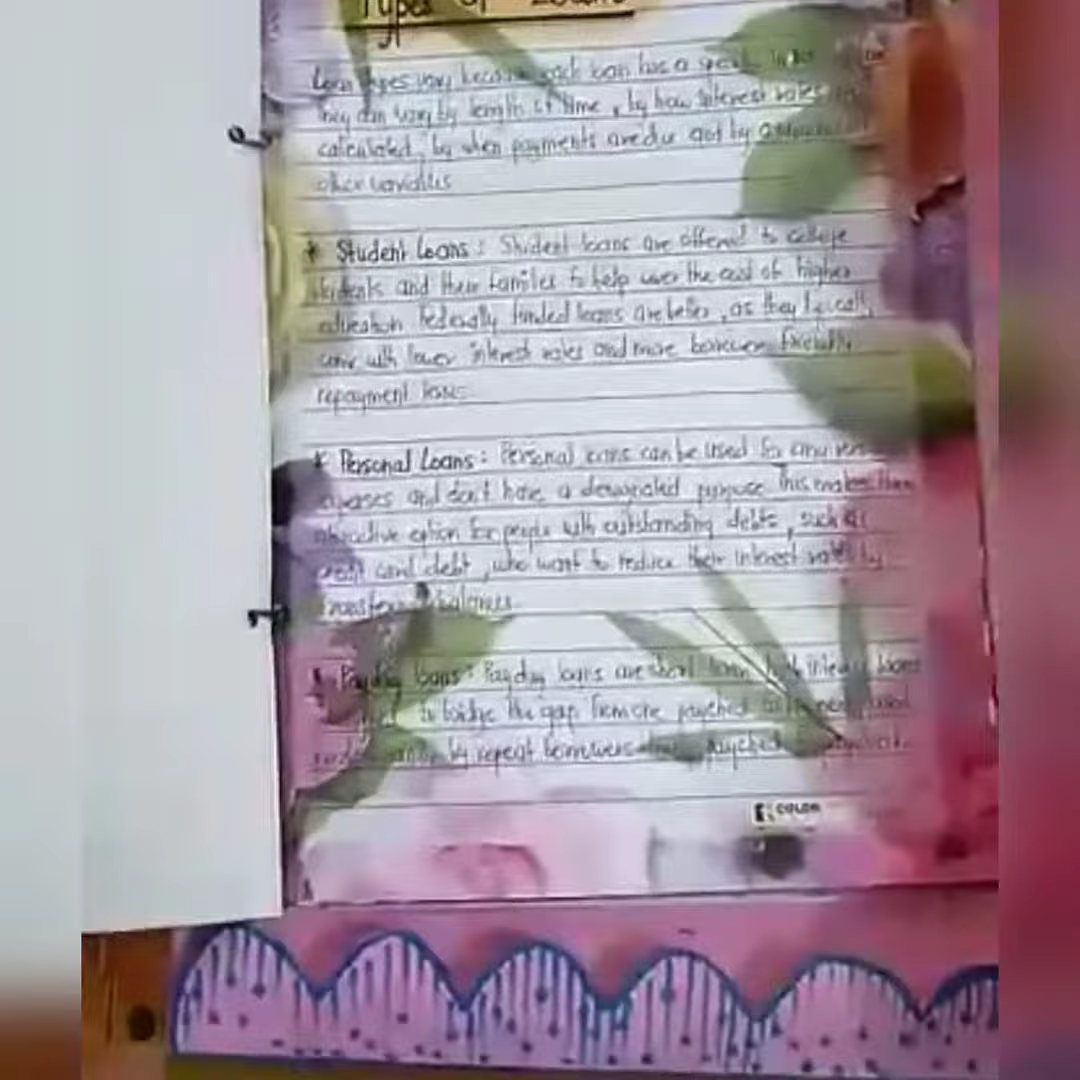 Types of Loans
Loan types vary because each loan has a specific
They can vary by length of time, by how interest rates
calculated, by when payments are due and by a
other variables
* Student Loans: Student loans are offered to college
students and their families to help cover the cost of higher
education Federally funded loans are better, as they typically
come with lower interest rates and more borrower friendly
repayment
* Personal Loans: Personal loans can be used for any
expenses and don't have a designated purpose This makes them
attractive option for people with outstanding debts, such as
credit card debt, who want to reduce their interest rates by
transferring balances
* Payday loans: Payday loans are short term high interest loans
to bridge the gap from one paycheck to used
by repeat borrowers paycheck paycheck.
COLOR